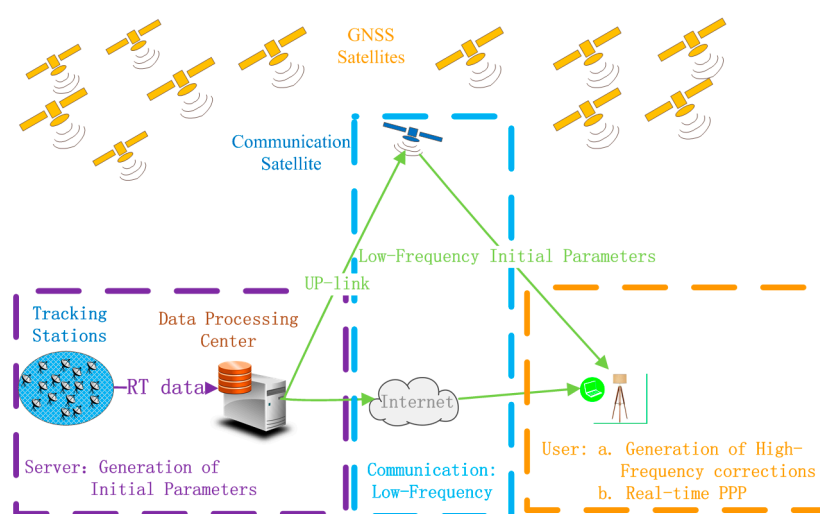 GNSS
Satellites
Communication
Satellite
Low-Frequency Initial Parameters
UP-link
Tracking
Stations
Data Processing
Center
RT data
Internet
Server: Generation of
Initial Parameters
Communication:
Low-Frequency
User: a. Generation of High-
Frequency corrections
b. Real-time PPP